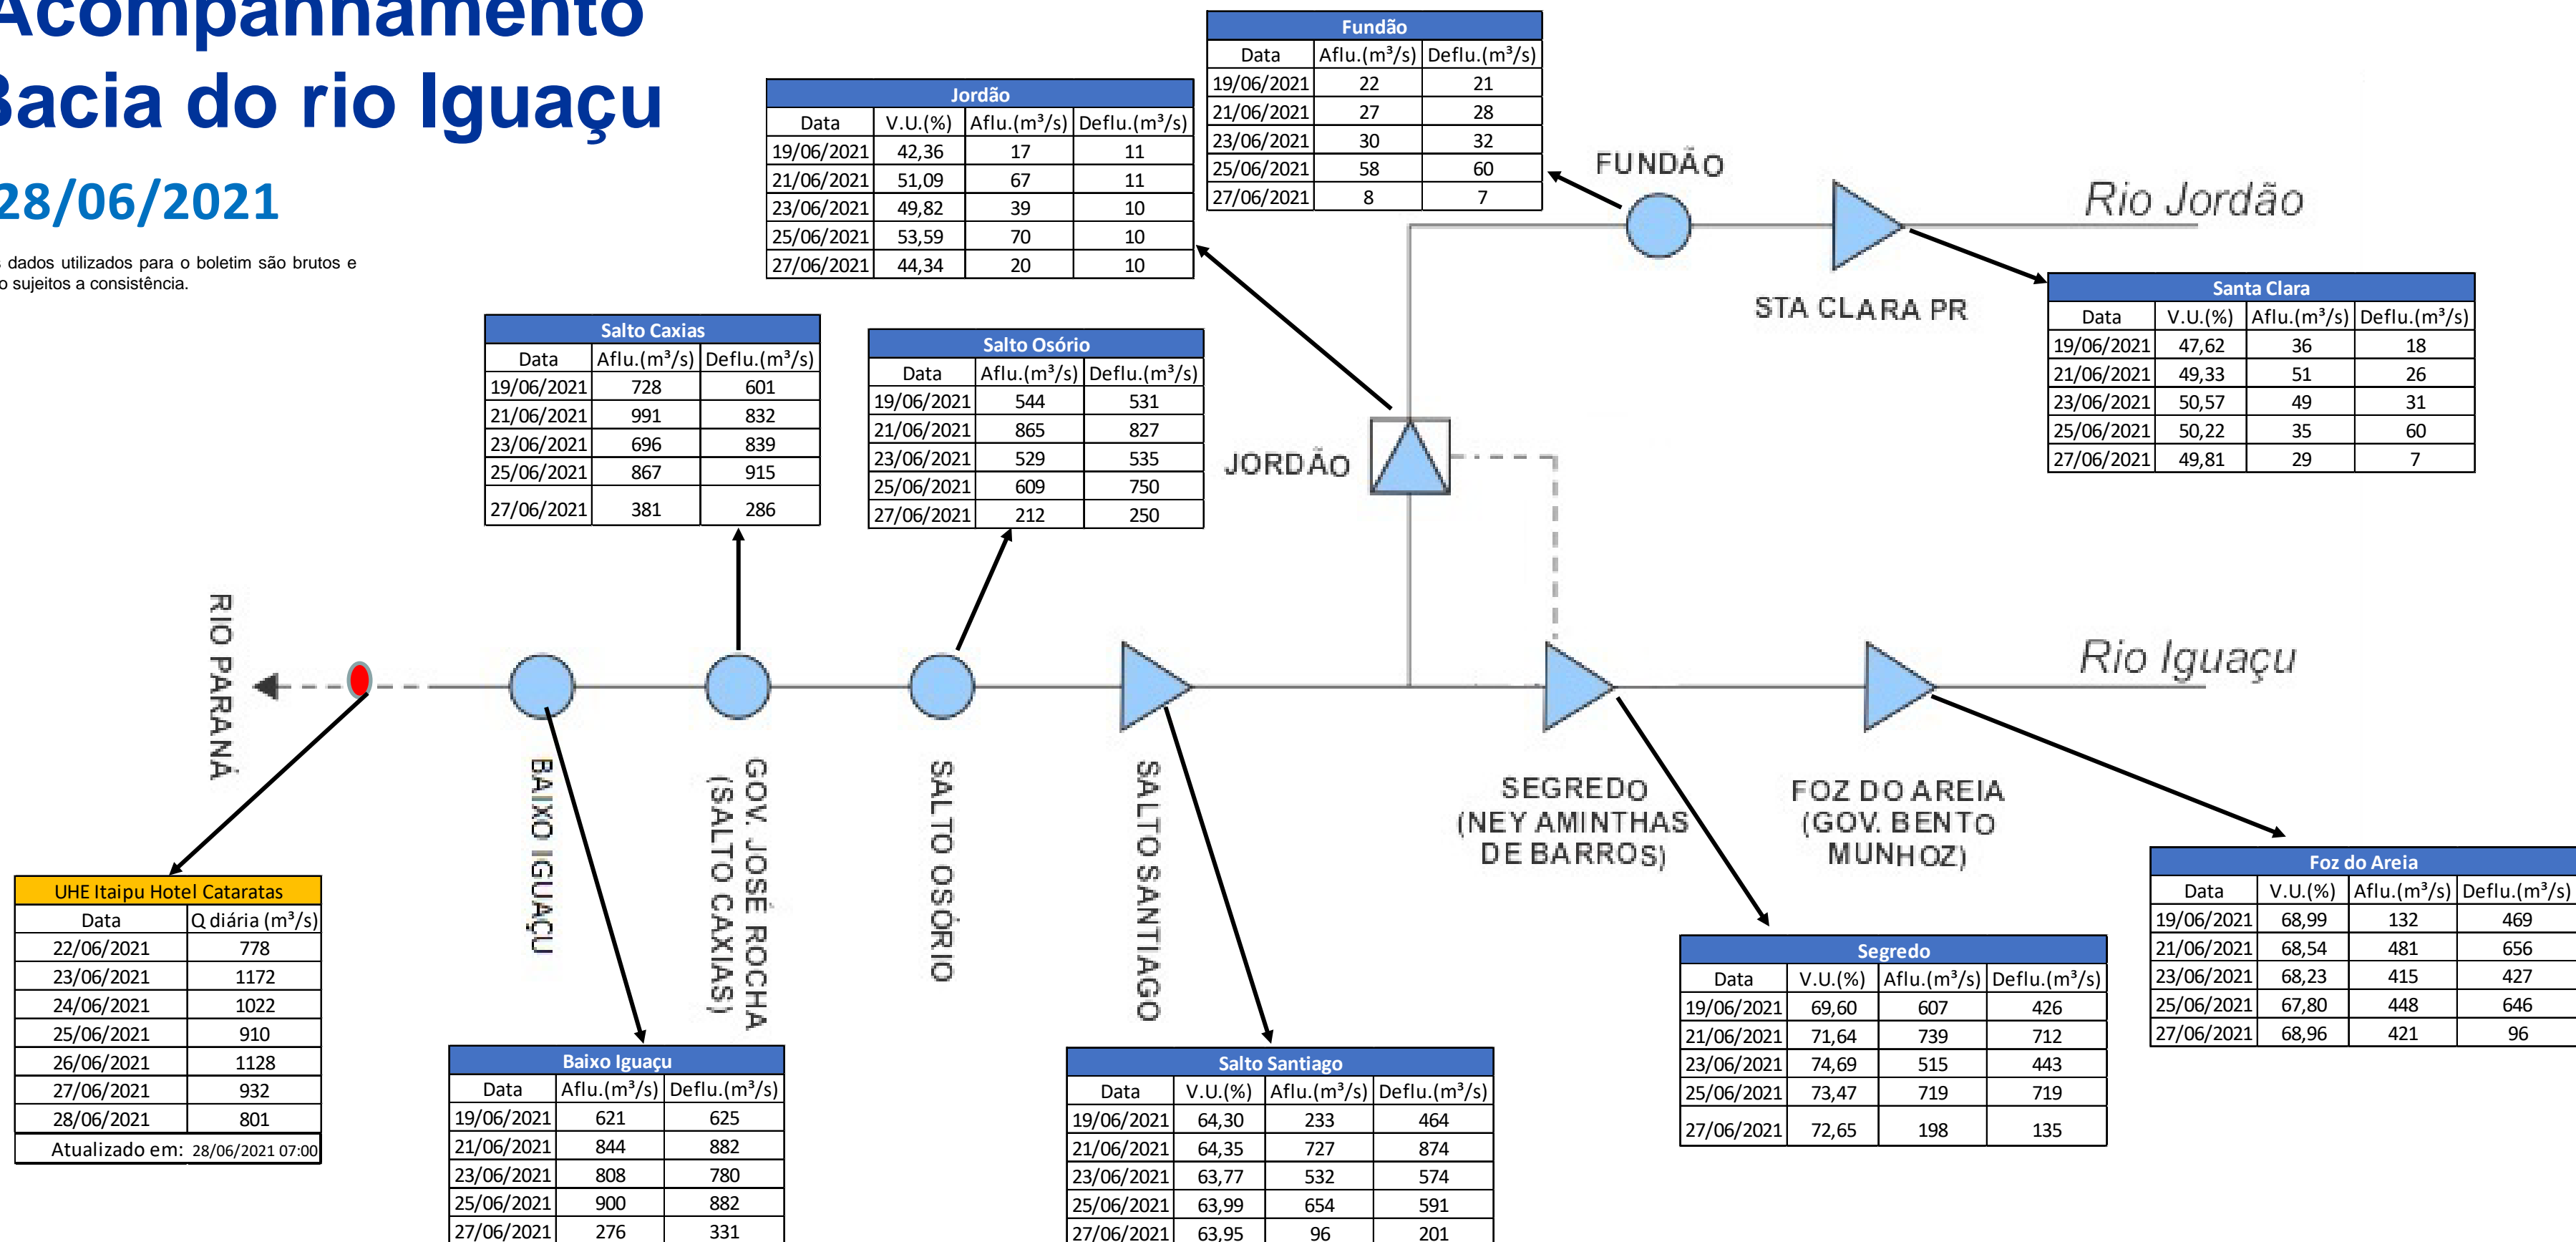 Acompanhamento
Bacia do rio Iguaçu
28/06/2021
dados utilizados para o boletim são brutos e
sujeitos a consistência.
Fundão
Data Aflu.(m³/s) Deflu.(m³/s)
19/06/2021 22 21
21/06/2021 27 28
23/06/2021 30 32
25/06/2021 58 60
27/06/2021 8 7
Jordão
Data V.U.(%) Aflu.(m³/s) Deflu.(m³/s)
19/06/2021 42,36 17 11
21/06/2021 51,09 67 11
23/06/2021 49,82 39 10
25/06/2021 53,59 70 10
27/06/2021 44,34 20 10
FUNDÃO
Rio Jordão
STA CLARA PR
Santa Clara
Data V.U.(%) Aflu.(m³/s) Deflu.(m³/s)
19/06/2021 47,62 36 18
21/06/2021 49,33 51 26
23/06/2021 50,57 49 31
25/06/2021 50,22 35 60
27/06/2021 49,81 29 7
Salto Caxias
Data Aflu.(m³/s) Deflu.(m³/s)
19/06/2021 728 601
21/06/2021 991 832
23/06/2021 696 839
25/06/2021 867 915
27/06/2021 381 286
Salto Osório
Data Aflu.(m³/s) Deflu.(m³/s)
19/06/2021 544 531
21/06/2021 865 827
23/06/2021 529 535
25/06/2021 609 750
27/06/2021 212 250
JORDÃO
RIO PARANÁ
Rio Iguaçu
BAIXO IGUAÇU
GOV. JOSÉ ROCHA
(SALTO CAXIAS)
SALTO OSÓRIO
SALTO SANTIAGO
SEGREDO
(NEY AMINTHAS
DE BARROS)
FOZ DO AREIA
(GOV. BENTO
MUNHOZ)
Foz do Areia
Data V.U.(%) Aflu.(m³/s) Deflu.(m³/s)
19/06/2021 68,99 132 469
21/06/2021 68,54 481 656
23/06/2021 68,23 415 427
25/06/2021 67,80 448 646
27/06/2021 68,96 421 96
UHE Itaipu Hotel Cataratas
Data Q diária (m³/s)
22/06/2021 778
23/06/2021 1172
24/06/2021 1022
25/06/2021 910
26/06/2021 1128
27/06/2021 932
28/06/2021 801
Atualizado em: 28/06/2021 07:00
Segredo
Data V.U.(%) Aflu.(m³/s) Deflu.(m³/s)
19/06/2021 69,60 607 426
21/06/2021 71,64 739 712
23/06/2021 74,69 515 443
25/06/2021 73,47 719 719
27/06/2021 72,65 198 135
Baixo Iguaçu
Data Aflu.(m³/s) Deflu.(m³/s)
19/06/2021 621 625
21/06/2021 844 882
23/06/2021 808 780
25/06/2021 900 882
27/06/2021 276 331
Salto Santiago
Data V.U.(%) Aflu.(m³/s) Deflu.(m³/s)
19/06/2021 64,30 233 464
21/06/2021 64,35 727 874
23/06/2021 63,77 532 574
25/06/2021 63,99 654 591
27/06/2021 63,95 96 201